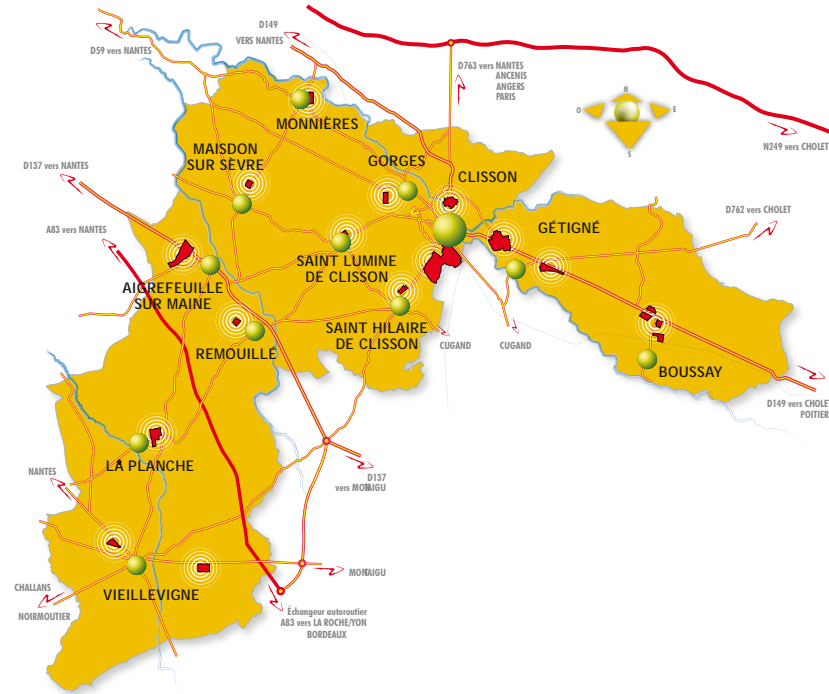 D149
VERS NANTES
D59 vers NANTES
D763 vers NANTES
ANCENIS
ANGERS
PARIS
N
O
E
S
N249 vers CHOLET
MONNIÈRES
MAISDON
SUR SÈVRE
GORGES
CLISSON
D137 vers NANTES
D762 vers CHOLET
A83 vers NANTES
GÉTIGNÉ
SAINT LUMINE
DE CLISSON
AIGREFEUILLE
SUR MAINE
SAINT HILAIRE
DE CLISSON
REMOUILLÉ
CUGAND
CUGAND
BOUSSAY
D149 vers CHOLET
POITIER
LA PLANCHE
NANTES
D137
vers MONTAIGU
MONTAIGU
CHALLANS
NOIRMOUTIER
VIEILLEVIGNE
Échangeur autoroutier
A83 vers LA ROCHE/YON
BORDEAUX